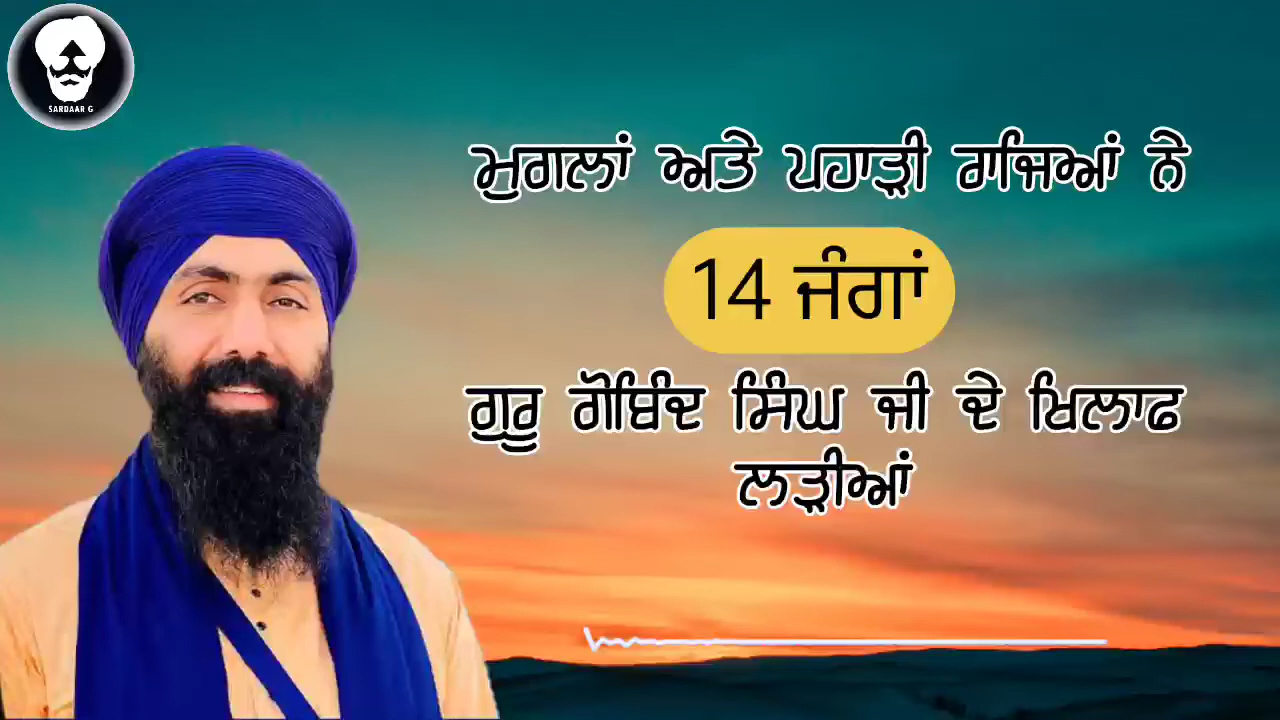 SARDAAR G
ਮੁਗਲਾਂ ਅਤੇ ਪਹਾੜੀ ਰਾਜਿਆਂ ਨੇ
14 ਜੰਗਾਂ
ਗੁਰੂ ਗੋਬਿੰਦ ਸਿੰਘ ਜੀ ਦੇ ਖ਼ਿਲਾਫ
ਲੜੀਆਂ